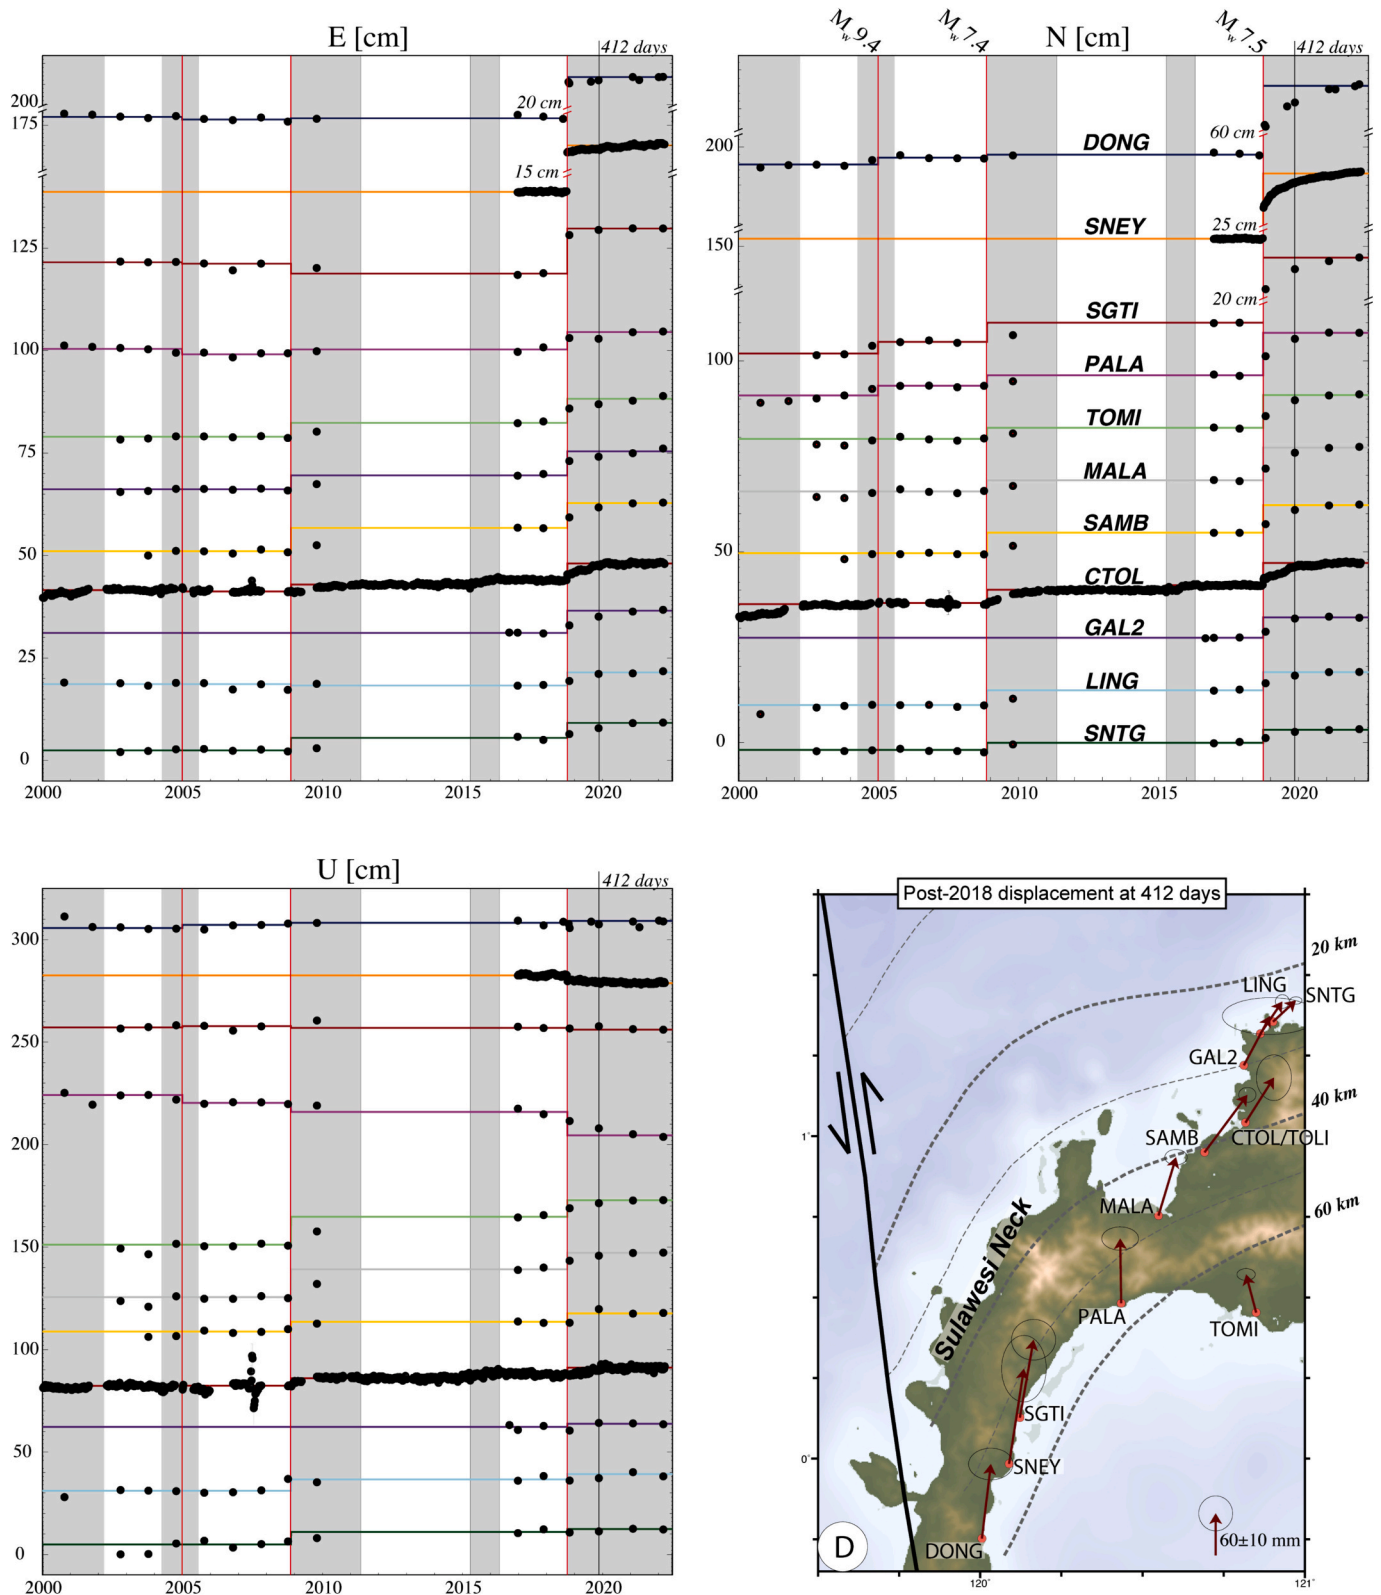 E [cm]
412 days
200
20 cm
175
15 cm
125
100
75
50
25
0
2000
2005
2010
2015
2020
Mw 9.4
Mw 7.4
Mw 7.5
N [cm]
412 days
60 cm
200
DONG
SNEY
25 cm
150
20 cm
SGTI
100
PALA
TOMI
MALA
SAMB
50
CTOL
GAL2
LING
SNTG
0
2000
2005
2010
2015
2020
U [cm]
412 days
300
250
200
150
100
50
0
2000
2005
2010
2015
2020
Post-2018 displacement at 412 days
20 km
LING
SNTG
GAL2
40 km
1°
SAMB
CTOL/TOLI
MALA
60 km
Sulawesi Neck
PALA
TOMI
SGTI
0°
SNEY
D
DONG
60±10 mm
120°
121°